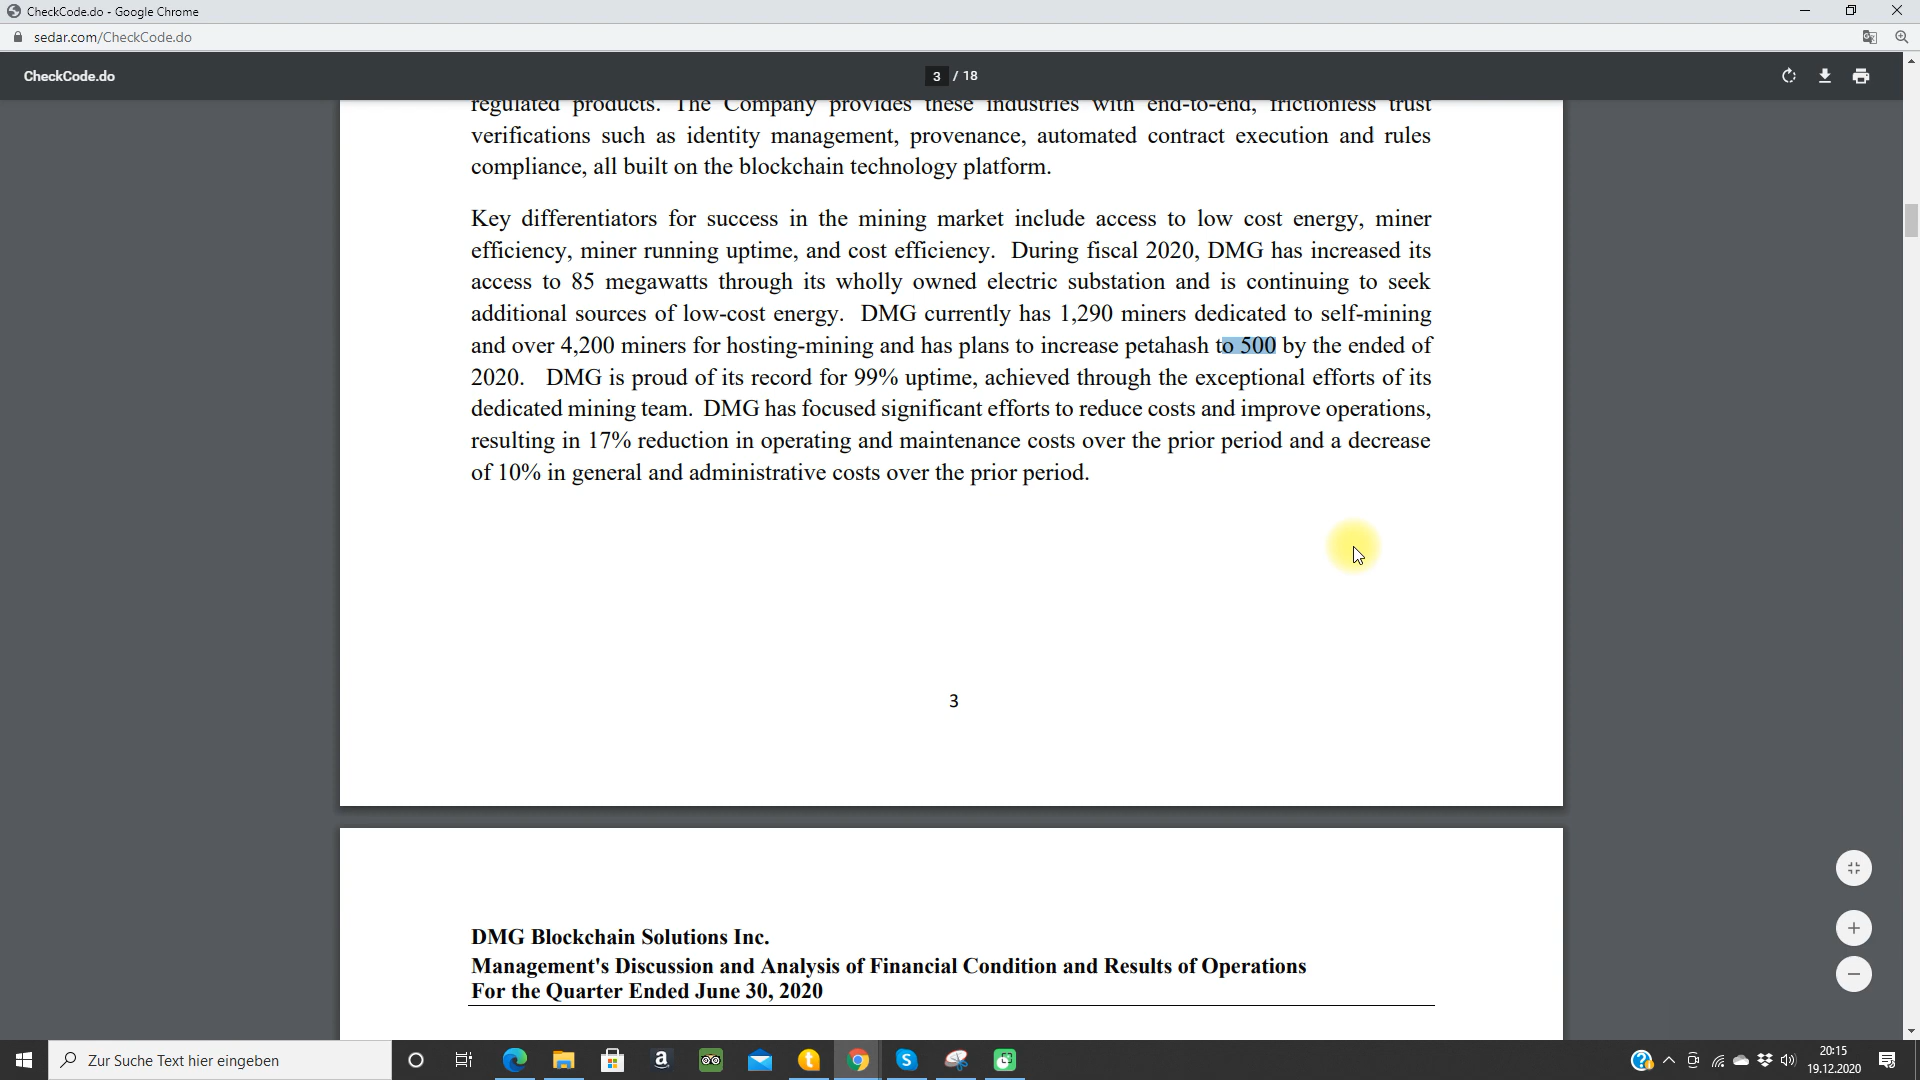 CheckCode.do - Google Chrome
sedar.com/CheckCode.do
CheckCode.do
3 / 18
regulated products. The Company provides these industries with end-to-end, frictionless trust
verifications such as identity management, provenance, automated contract execution and rules
compliance, all built on the blockchain technology platform.
Key differentiators for success in the mining market include access to low cost energy, miner
efficiency, miner running uptime, and cost efficiency. During fiscal 2020, DMG has increased its
access to 85 megawatts through its wholly owned electric substation and is continuing to seek
additional sources of low-cost energy. DMG currently has 1,290 miners dedicated to self-mining
and over 4,200 miners for hosting-mining and has plans to increase petahash to 500 by the ended of
2020. DMG is proud of its record for 99% uptime, achieved through the exceptional efforts of its
dedicated mining team. DMG has focused significant efforts to reduce costs and improve operations,
resulting in 17% reduction in operating and maintenance costs over the prior period and a decrease
of 10% in general and administrative costs over the prior period.
3
DMG Blockchain Solutions Inc.
Management's Discussion and Analysis of Financial Condition and Results of Operations
For the Quarter Ended June 30, 2020
Zur Suche Text hier eingeben
20:15
19.12.2020